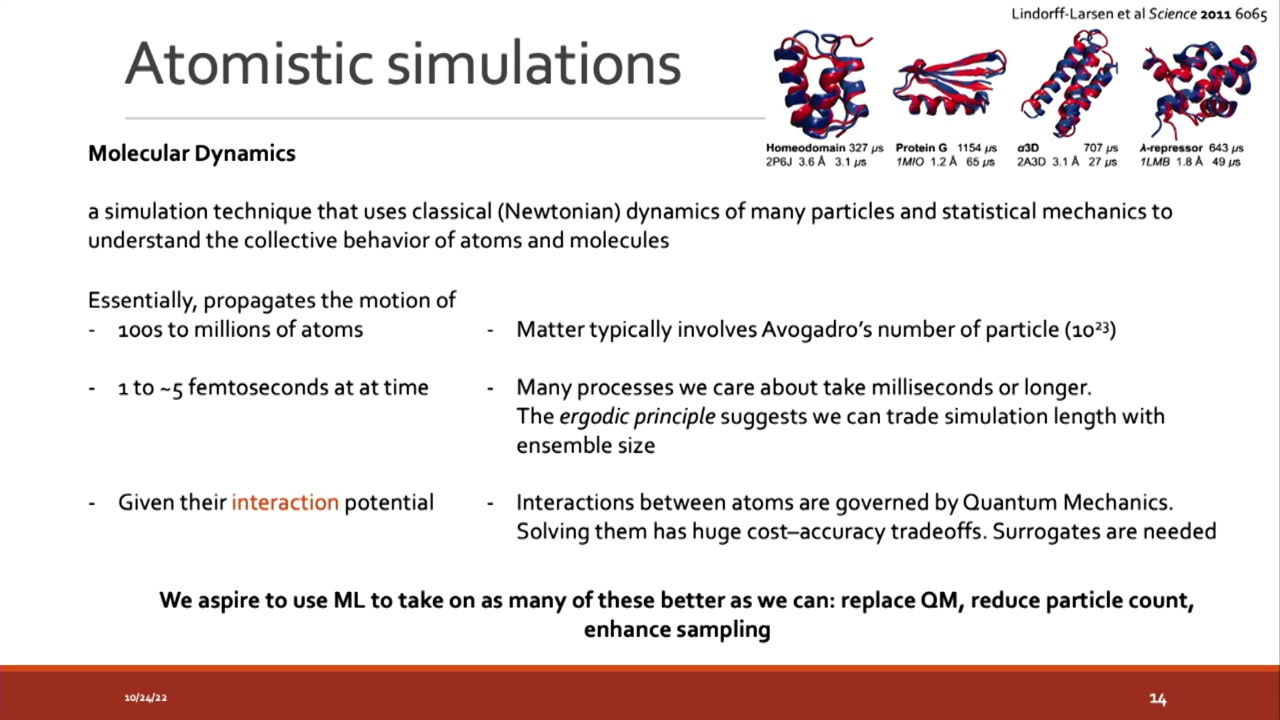 Lindorff-Larsen et al Science 2011 6065
Atomistic simulations
Homeodomain 327 µs
2P6J 3.6 Å 3.1 µs
Protein G 1154 µs
1MIO 1.2 Å 65 µs
α3D 707 µs
2A3D 3.1 Å 27 µs
λ-repressor 643 µs
1LMB 1.8 Å 49 µs
Molecular Dynamics
a simulation technique that uses classical (Newtonian) dynamics of many particles and statistical mechanics to
understand the collective behavior of atoms and molecules
Essentially, propagates the motion of
- 100s to millions of atoms
- Matter typically involves Avogadro's number of particle (10²³)
- 1 to ~5 femtoseconds at at time
- Many processes we care about take milliseconds or longer.
The ergodic principle suggests we can trade simulation length with
ensemble size
- Given their interaction potential
- Interactions between atoms are governed by Quantum Mechanics.
Solving them has huge cost–accuracy tradeoffs. Surrogates are needed
We aspire to use ML to take on as many of these better as we can: replace QM, reduce particle count,
enhance sampling
10/24/22
14